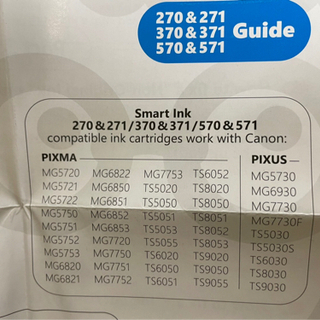 270 & 271
370 & 371 Guide
570 & 571
Smart Ink
270 & 271 / 370 & 371 / 570 & 571
compatible ink cartridges work with Canon:
PIXMA PIXUS
MG5720 MG6822 MG7753 TS6052 MG5730
MG5721 MG6850 TS5020 TS8020 MG6930
MG5722 MG6851 TS5050 TS8050 MG7730
MG5750 MG6852 TS5051 TS8051 MG7730F
MG5751 MG6853 TS5053 TS8052 TS5030
MG5752 MG7720 TS5055 TS8053 TS5030S
MG5753 MG7750 TS6020 TS9020 TS6030
MG6820 MG7751 TS6050 TS9050 TS8030
MG6821 MG7752 TS6051 TS9055 TS9030